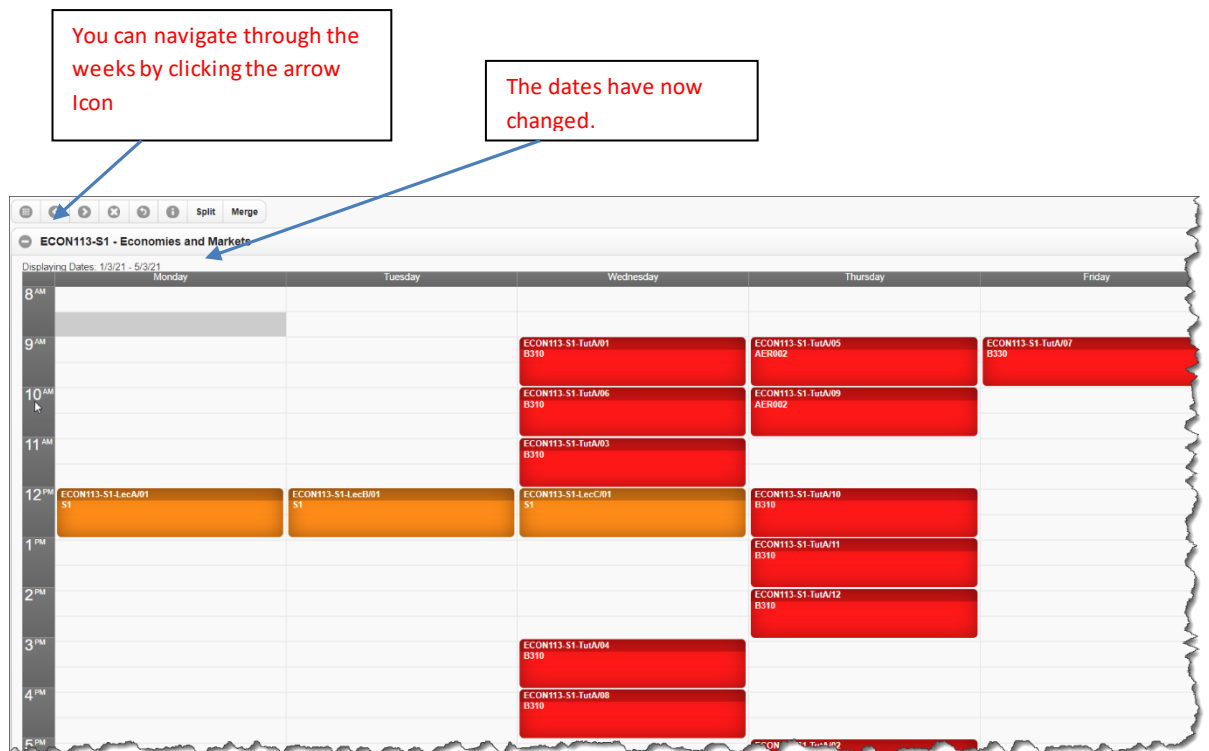 You can navigate through the
weeks by clicking the arrow
Icon
The dates have now
changed.
Split Merge
ECON113-S1 - Economies and Markets
Displaying Dates: 1/3/21 - 5/3/21
Monday Tuesday Wednesday Thursday Friday
8 AM
9 AM
ECON113-S1-TutA/01 ECON113-S1-TutA/05 ECON113-S1-TutA/07
B310 AER002 B330
10 AM
ECON113-S1-TutA/06 ECON113-S1-TutA/09
B310 AER002
11 AM
ECON113-S1-TutA/03
B310
12 PM
ECON113-S1-LecA/01 ECON113-S1-LecB/01 ECON113-S1-LecC/01 ECON113-S1-TutA/10
S1 S1 S1 B310
1 PM
ECON113-S1-TutA/11
B310
2 PM
ECON113-S1-TutA/12
B310
3 PM
ECON113-S1-TutA/04
B310
4 PM
ECON113-S1-TutA/08
B310
5 PM